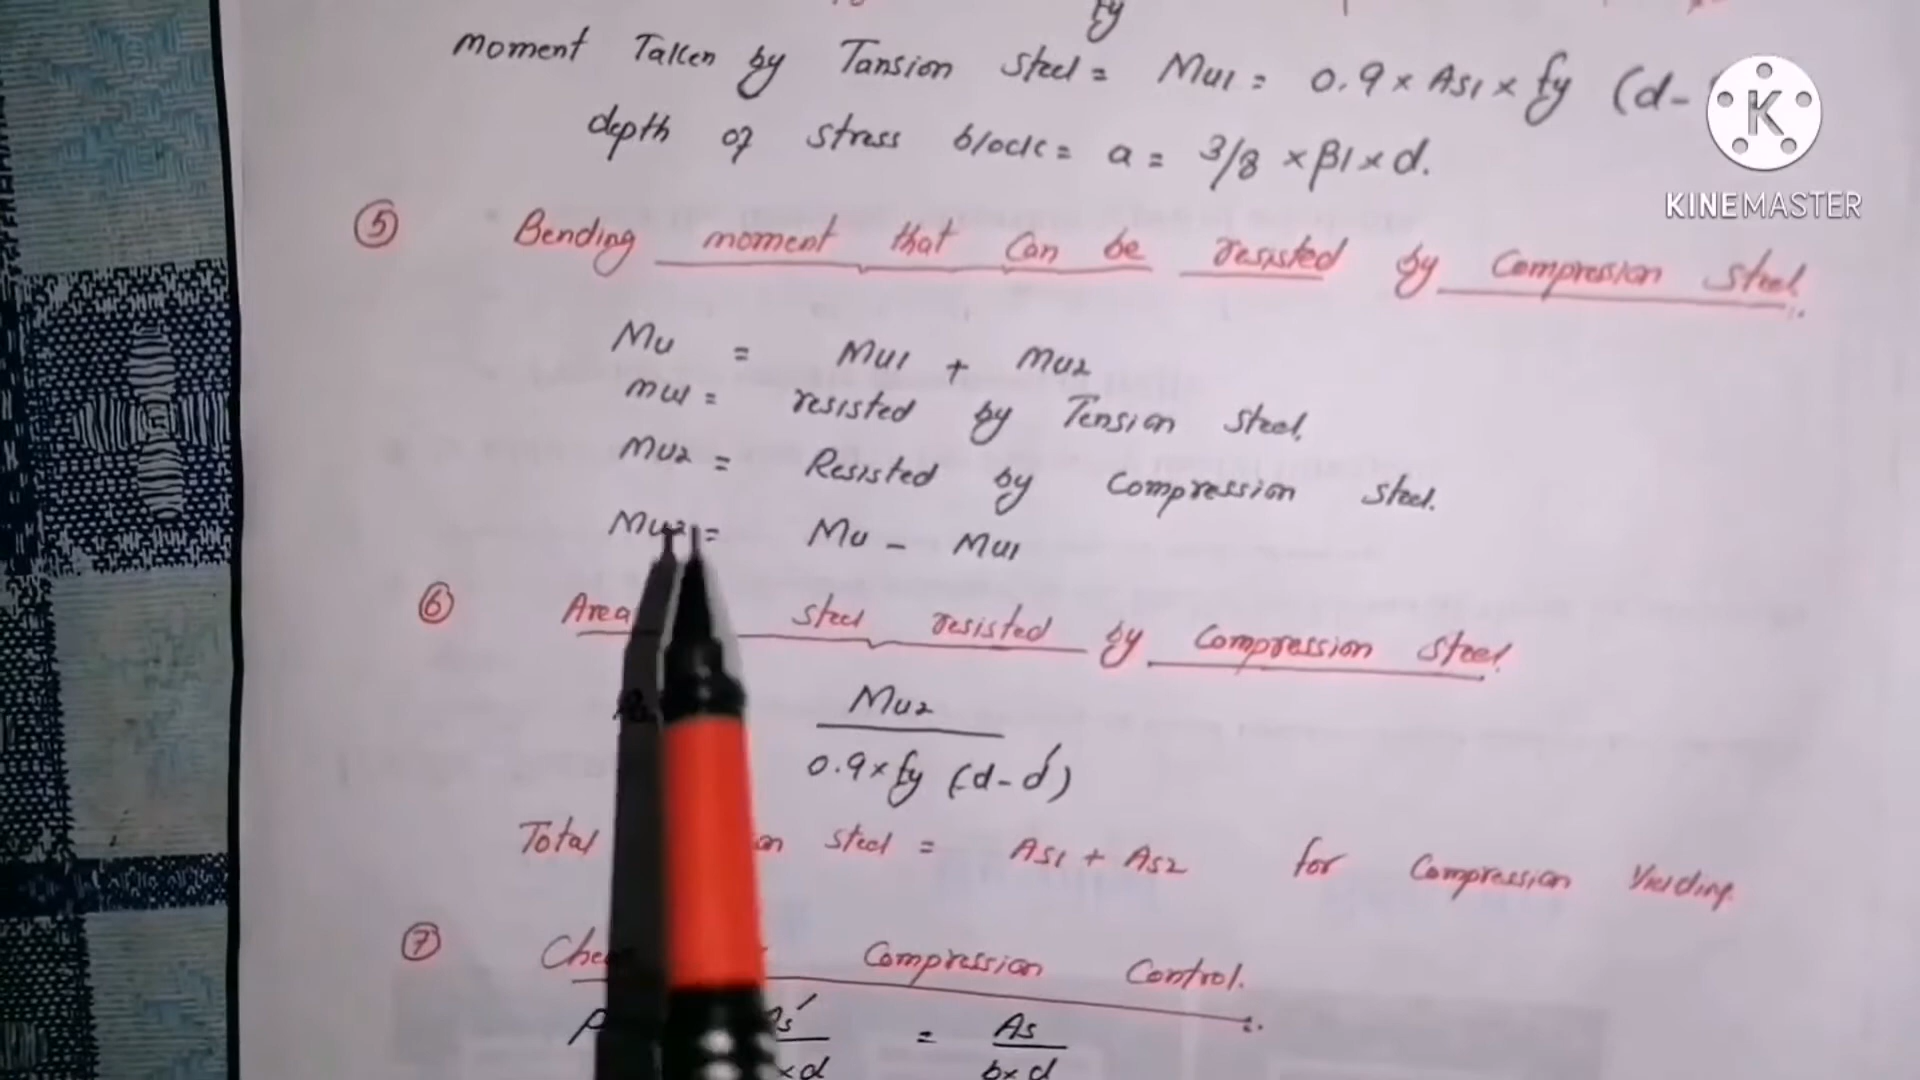 fy
moment Taken by Tansion Steel = Mu1 = 0.9 × As1 × fy (d-
depth of stress block = a = 3/8 × β1 × d.
K
KINEMASTER
5 Bending moment that Can be resisted by Compression Steel.
Mu = Mu1 + Mu2
mu1 = resisted by Tension Steel.
Mu2 = Resisted by Compression Steel.
Mu2 = Mu - Mu1
6 Area steel resisted by Compression Steel.
Mu2
0.9 × fy (d-d')
Total steel = As1 + As2 for Compression Yielding
7 Compression Control.
As' = As
×d b×d